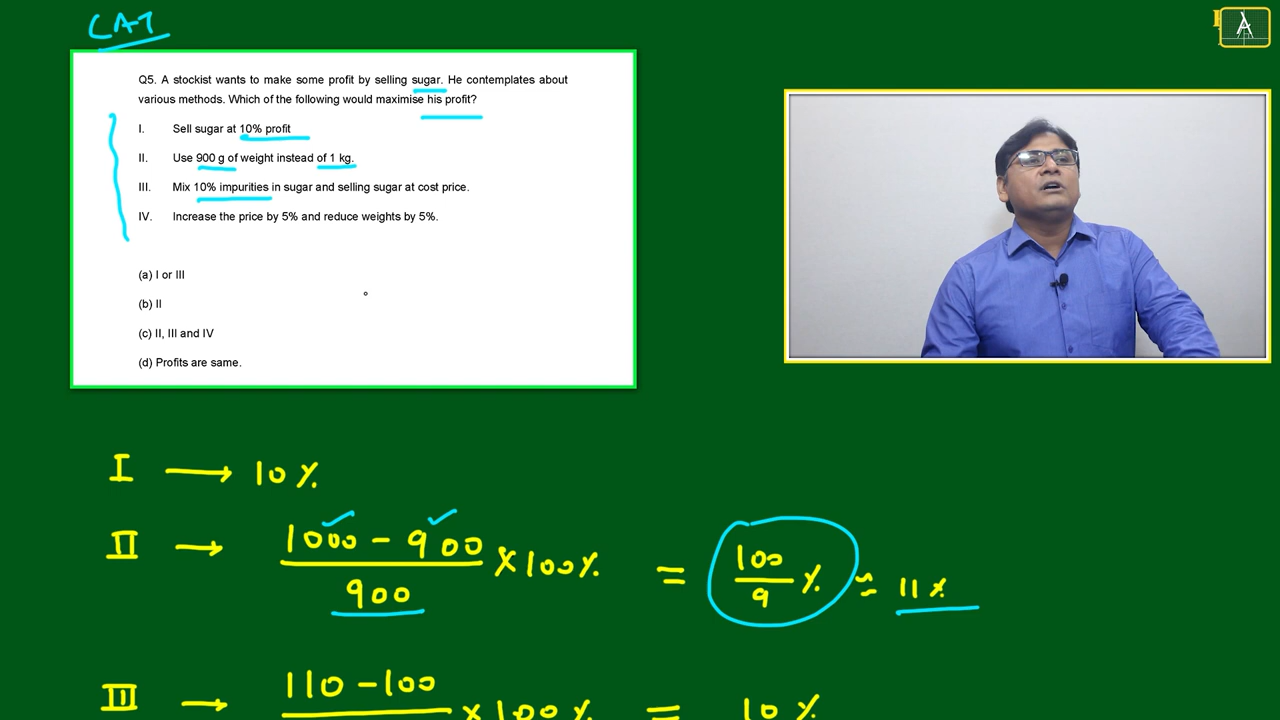 CAT
Q5. A stockist wants to make some profit by selling sugar. He contemplates about
various methods. Which of the following would maximise his profit?
I. Sell sugar at 10% profit
II. Use 900 g of weight instead of 1 kg.
III. Mix 10% impurities in sugar and selling sugar at cost price.
IV. Increase the price by 5% and reduce weights by 5%.
(a) I or III
(b) II
(c) II, III and IV
(d) Profits are same.
I → 10%
II → 1000 - 900 / 900 × 100% = 100/9 % ≈ 11%
III → 110 - 100 × 100% = 10%